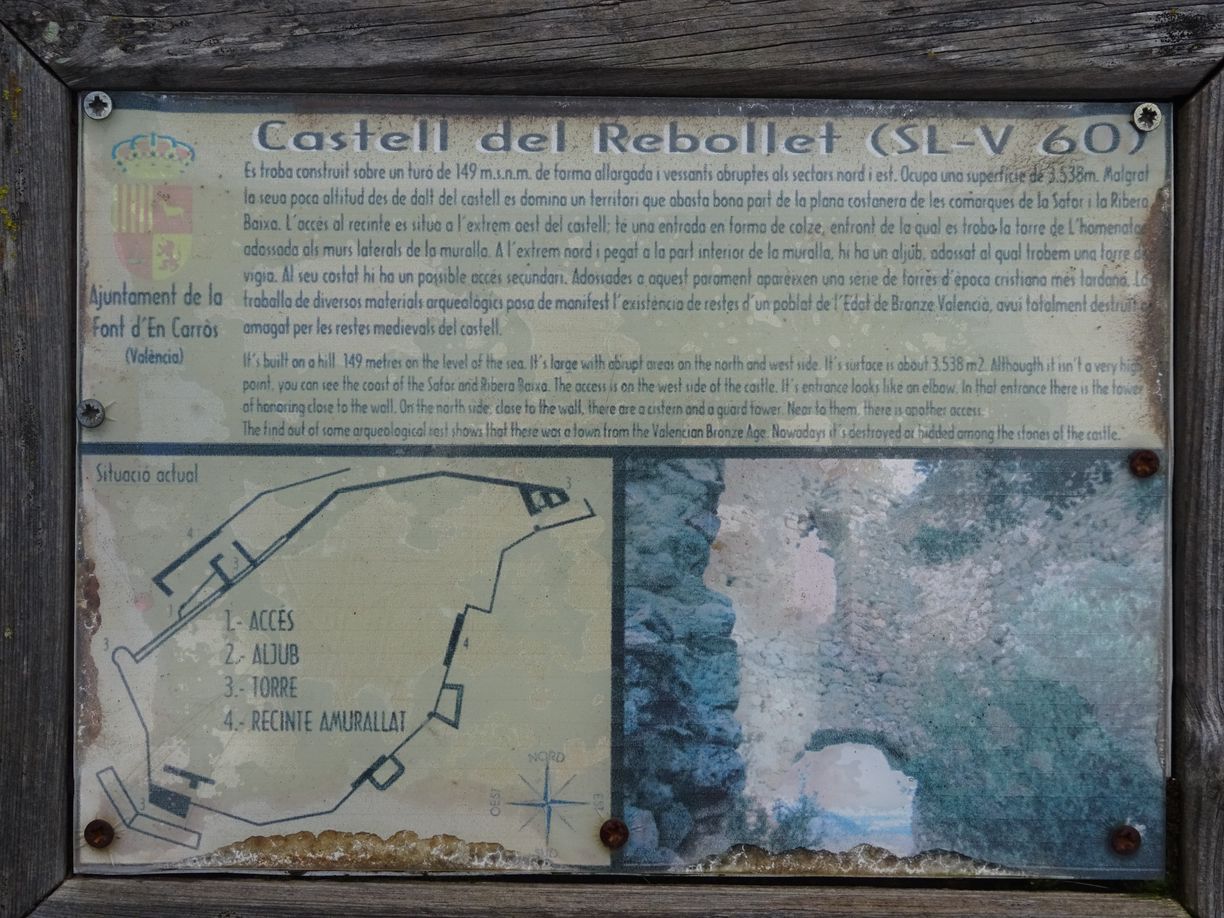 Castell del Rebollet (SL-V 60)
Es troba construït sobre un turó de 149 m.s.n.m. de forma allargada i vessants abruptes als sectors nord i est. Ocupa una superfície de 3.538m. Malgrat
la seua poca altitud des de dalt del castell es domina un territori que abasta bona part de la plana costanera de les comarques de la Safor i la Ribera
Baixa. L'accés al recinte es situa a l'extrem oest del castell; té una entrada en forma de colze, enfront de la qual es troba la torre de L'homenatge
adossada als murs laterals de la muralla. A l'extrem nord i pegat a la part interior de la muralla, hi ha un aljub, adossat al qual trobem una torre de
vigia. Al seu costat hi ha un possible accés secundari. Adossades a aquest parament apareixen una sèrie de torres d'època cristiana més tardana. La
troballa de diversos materials arqueològics posa de manifest l'existència de restes d'un poblat de l'Edat de Bronze Valencià, avui totalment destruït o
amagat per les restes medievals del castell.
Ajuntament de la
Font d'En Carròs
(València)
It's built on a hill 149 metres on the level of the sea. It's large with abrupt areas on the north and west side. It's surface is about 3.538 m2. Although it isn't a very high
point, you can see the coast of the Safor and Ribera Baixa. The access is on the west side of the castle. It's entrance looks like an elbow. In that entrance there is the tower
of honoring close to the wall. On the north side, close to the wall, there are a cistern and a guard tower. Near to them, there is another access.
The find out of some arqueological rest shows that there was a town from the Valencian Bronze Age. Nowadays it's destroyed or hidded among the stones of the castle.
Situació actual
3
4
3
3
3
4
1.- ACCÉS
2.- ALJUB
3.- TORRE
4.- RECINTE AMURALLAT
3
NORD
OEST
EST
SUD